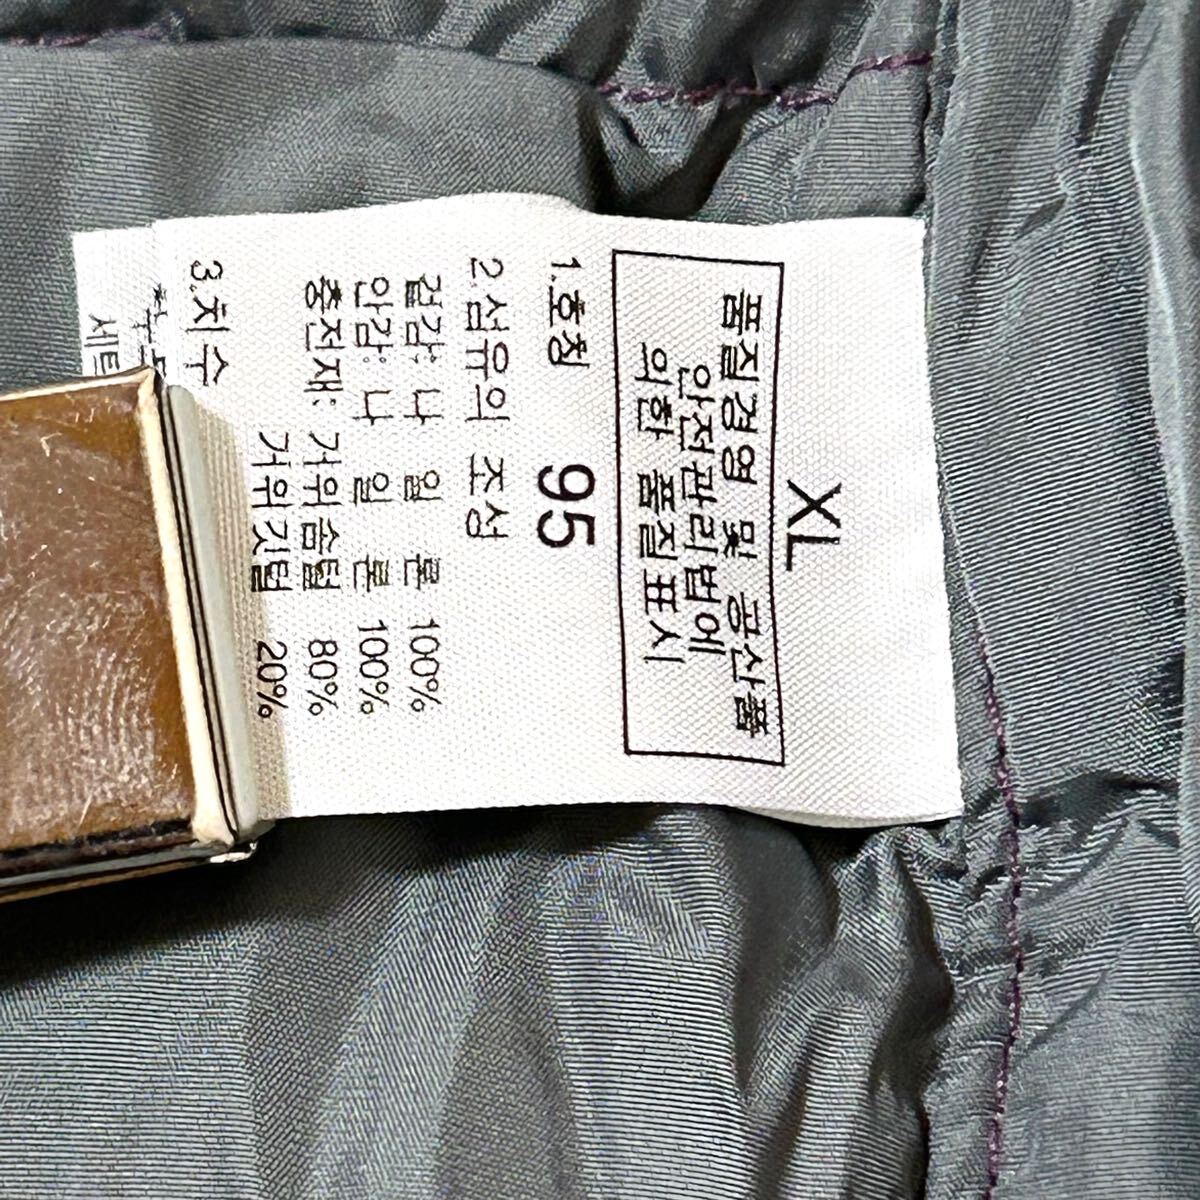 XL
품질경영 및 공산품
안전관리법에
의한 품질표시
1.호칭 95
2.섬유의 조성
겉감: 나 일 론 100%
안감: 나 일 론 100%
충전재: 거위솜털 80%
거위깃털 20%
3.치수